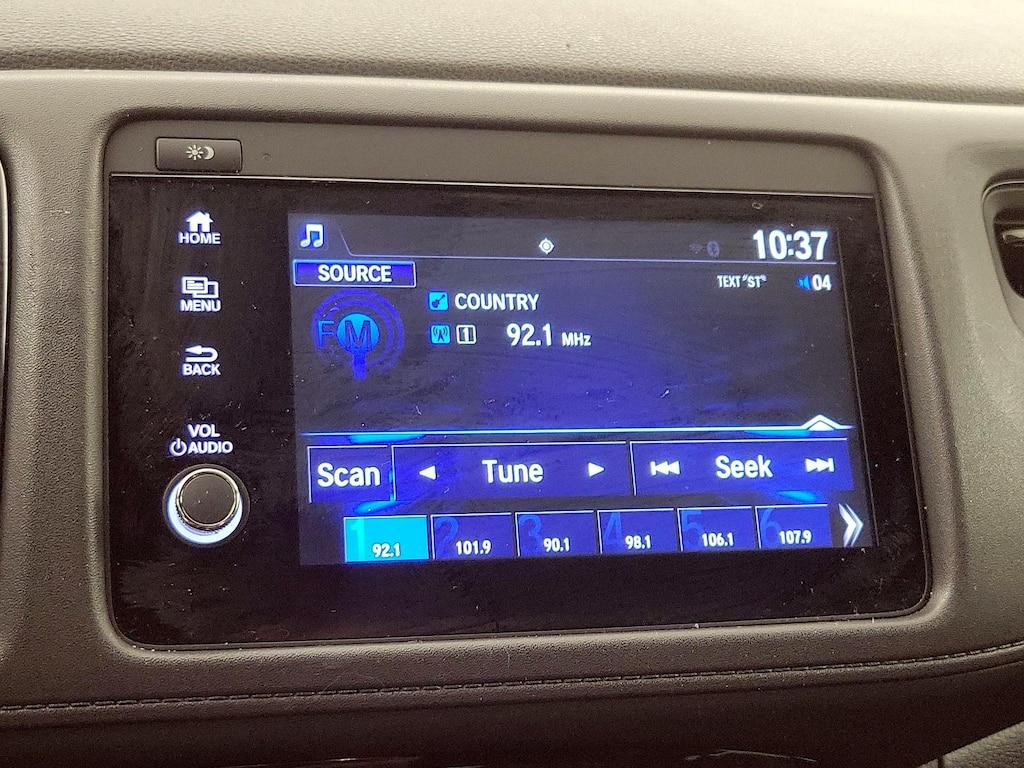 HOME
MENU
BACK
VOL
AUDIO
10:37
SOURCE
TEXT "ST"
04
FM
COUNTRY
1
92.1 MHz
Scan
Tune
Seek
1 92.1
2 101.9
3 90.1
4 98.1
5 106.1
6 107.9